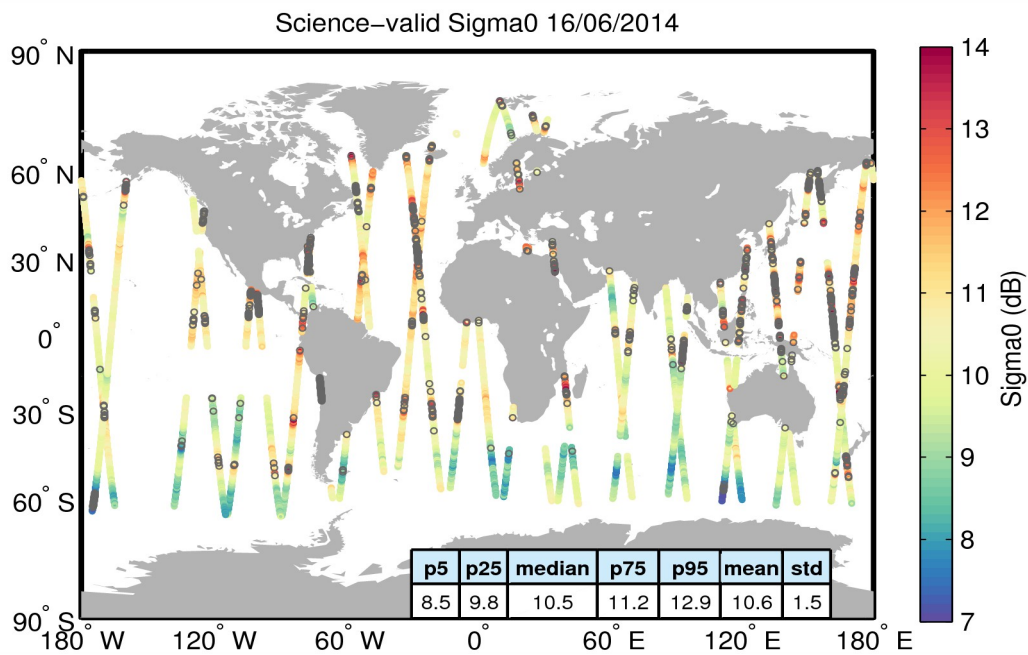 Science−valid Sigma0 16/06/2014
90° N
60° N
30° N
0°
30° S
60° S
90° S
180° W
120° W
60° W
0°
60° E
120° E
180° E
p5 p25 median p75 p95 mean std
8.5 9.8 10.5 11.2 12.9 10.6 1.5
14
13
12
11
10
9
8
7
Sigma0 (dB)